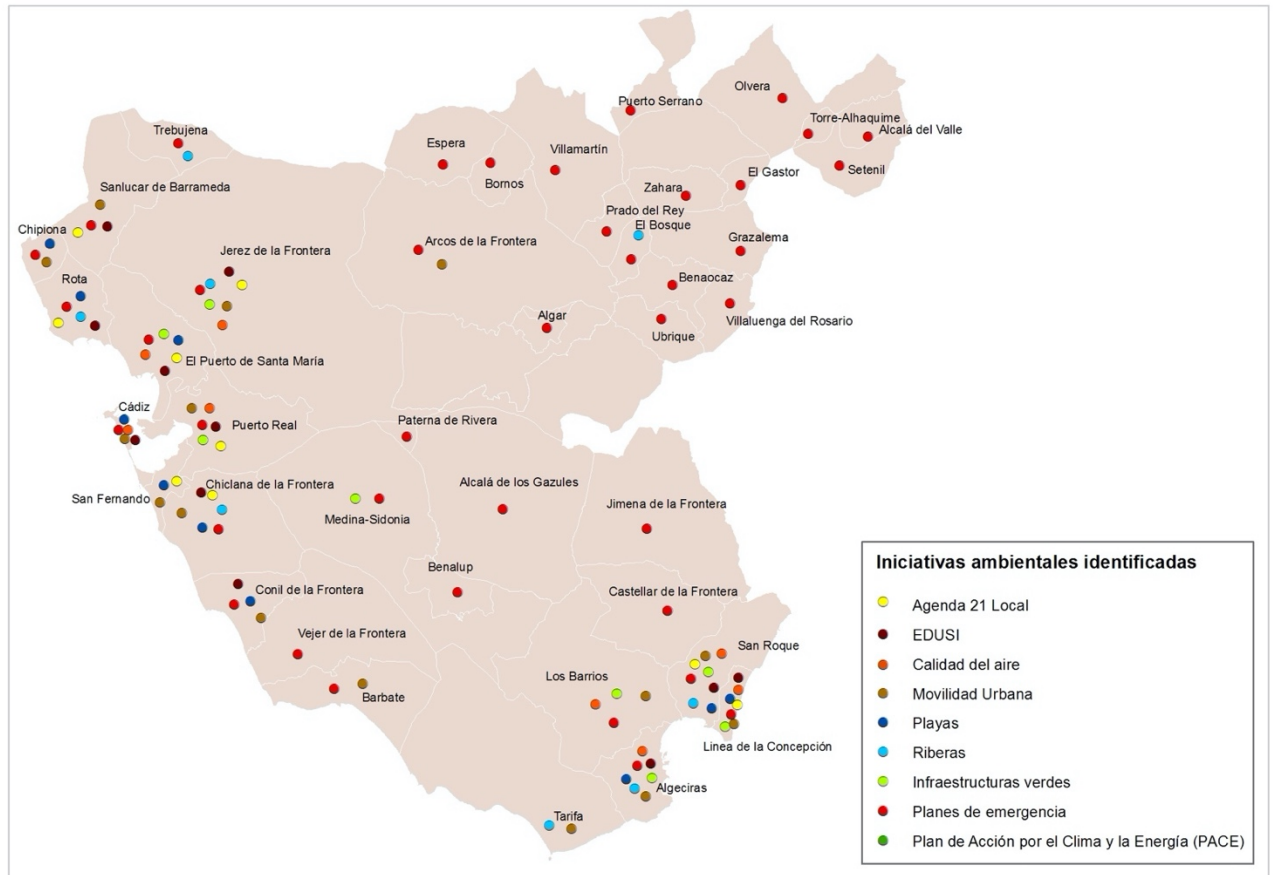 Olvera
Puerto Serrano
Torre-Alhaquime
Alcalá del Valle
Trebujena
Espera
Villamartín
Bornos
Setenil
El Gastor
Sanlucar de Barrameda
Zahara
Prado del Rey
El Bosque
Chipiona
Jerez de la Frontera
Arcos de la Frontera
Grazalema
Rota
Benaocaz
Algar
Villaluenga del Rosario
Ubrique
El Puerto de Santa María
Cádiz
Puerto Real
Paterna de Rivera
Chiclana de la Frontera
San Fernando
Medina-Sidonia
Alcalá de los Gazules
Jimena de la Frontera
Benalup
Conil de la Frontera
Castellar de la Frontera
Vejer de la Frontera
San Roque
Los Barrios
Barbate
Linea de la Concepción
Algeciras
Tarifa
Iniciativas ambientales identificadas
Agenda 21 Local
EDUSI
Calidad del aire
Movilidad Urbana
Playas
Riberas
Infraestructuras verdes
Planes de emergencia
Plan de Acción por el Clima y la Energía (PACE)